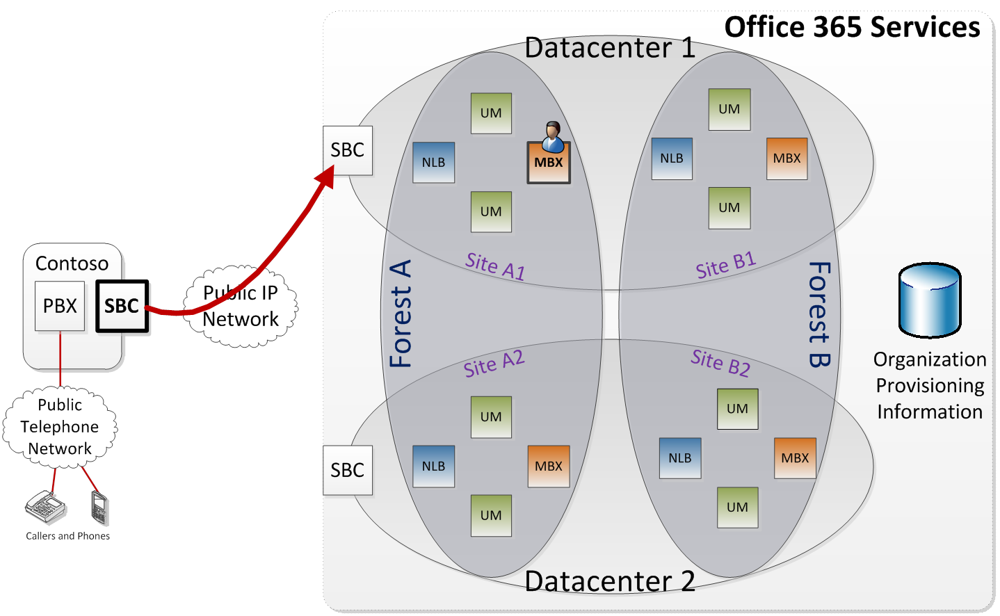 Office 365 Services
Datacenter 1
UM
UM
SBC
NLB
MBX
NLB
MBX
UM
UM
Site A1
Site B1
Forest A
Forest B
Contoso
PBX
SBC
Public IP
Network
Site A2
Site B2
Organization
Provisioning
Information
Public
Telephone
Network
UM
UM
SBC
NLB
MBX
NLB
MBX
UM
UM
Callers and Phones
Datacenter 2